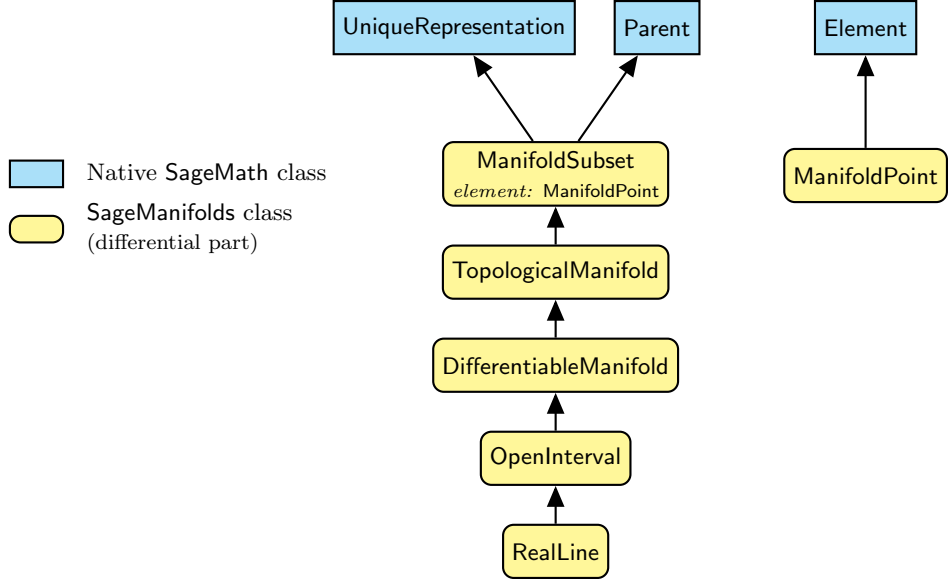 UniqueRepresentation
Parent
Element
Native SageMath class
SageManifolds class
(differential part)
ManifoldSubset
element: ManifoldPoint
ManifoldPoint
TopologicalManifold
DifferentiableManifold
OpenInterval
RealLine